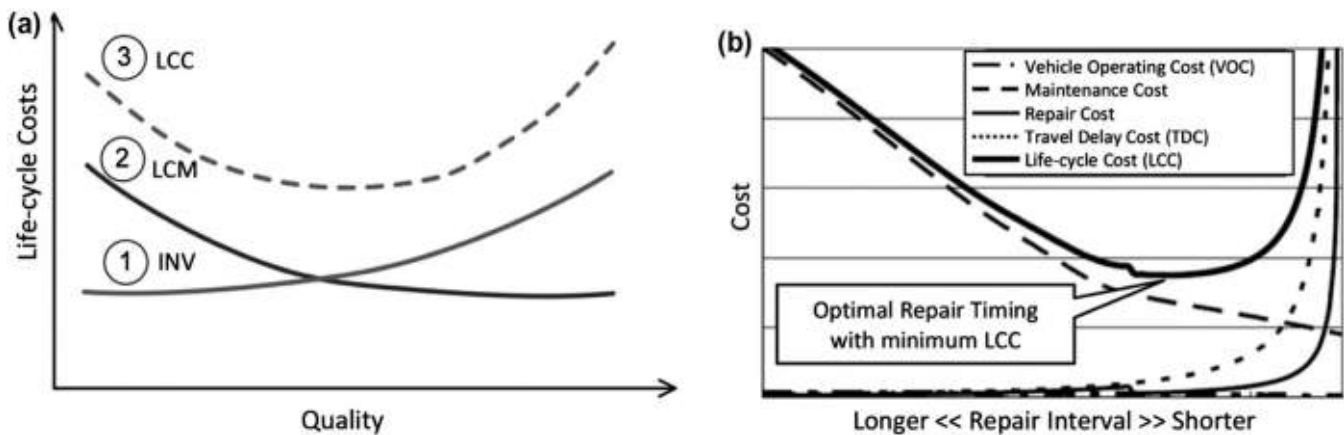 (a)
Life-cycle Costs
3 LCC
2 LCM
1 INV
Quality
(b)
Cost
Vehicle Operating Cost (VOC)
Maintenance Cost
Repair Cost
Travel Delay Cost (TDC)
Life-cycle Cost (LCC)
Optimal Repair Timing
with minimum LCC
Longer << Repair Interval >> Shorter